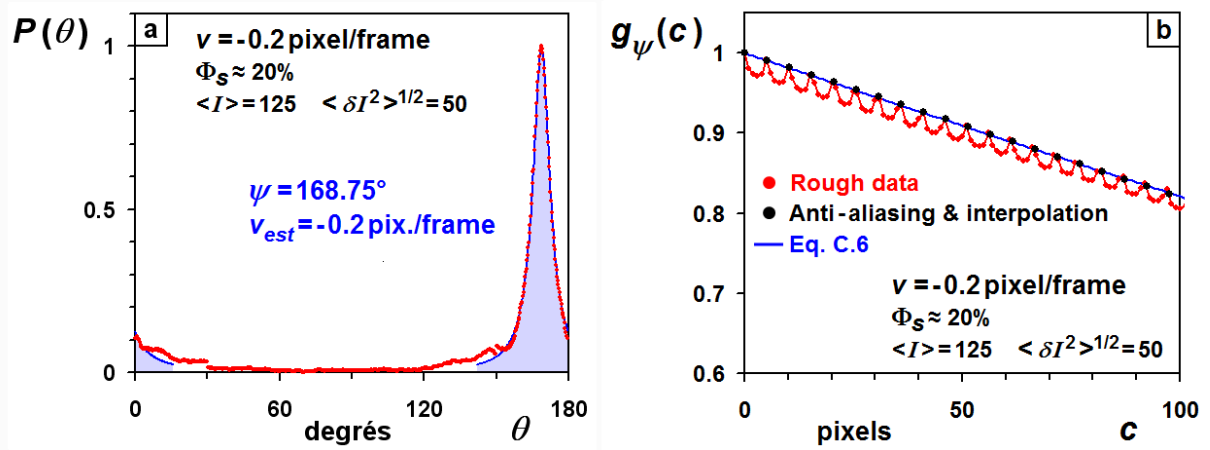 P(θ)
a
v = -0.2 pixel/frame
Φs ≈ 20%
<I> = 125 < δI²>^1/2 = 50
ψ = 168.75°
v_est = -0.2 pix./frame
1
0.5
0
0 60 120 180
degrés θ
gψ(c)
b
1
0.9
0.8
0.7
0.6
Rough data
Anti-aliasing & interpolation
Eq. C.6
v = -0.2 pixel/frame
Φs ≈ 20%
<I> = 125 < δI²>^1/2 = 50
0 50 100
pixels c